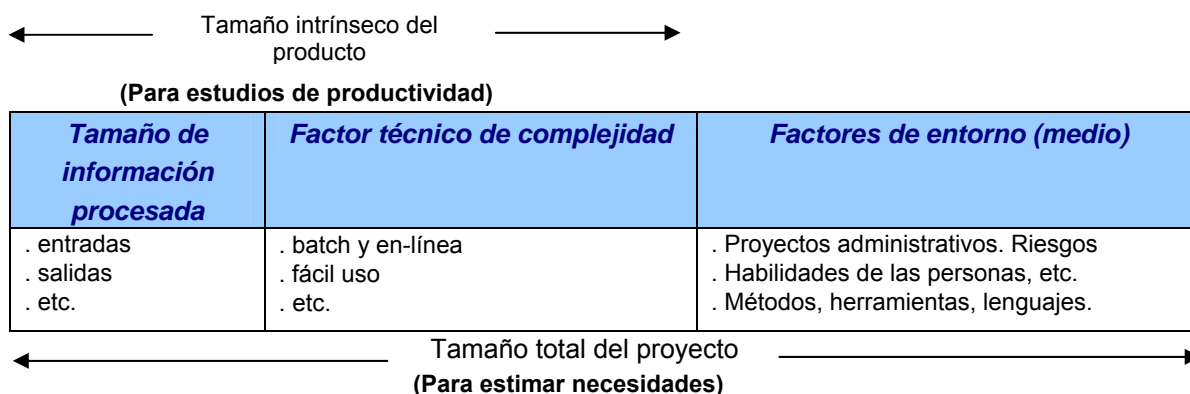 Tamaño intrínseco del
producto
(Para estudios de productividad)
Tamaño de
información
procesada
Factor técnico de complejidad
Factores de entorno (medio)
. entradas
. salidas
. etc.
. batch y en-línea
. fácil uso
. etc.
. Proyectos administrativos. Riesgos
. Habilidades de las personas, etc.
. Métodos, herramientas, lenguajes.
Tamaño total del proyecto
(Para estimar necesidades)